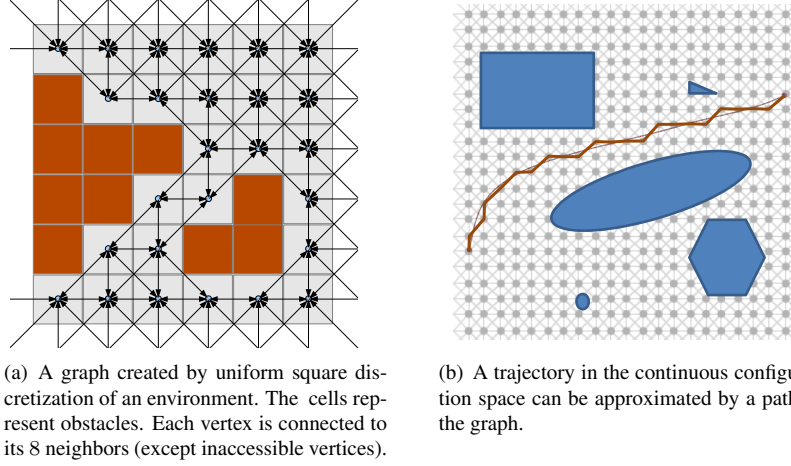 (a) A graph created by uniform square dis-
cretization of an environment. The cells rep-
resent obstacles. Each vertex is connected to
its 8 neighbors (except inaccessible vertices).
(b) A trajectory in the continuous configu
tion space can be approximated by a path
the graph.